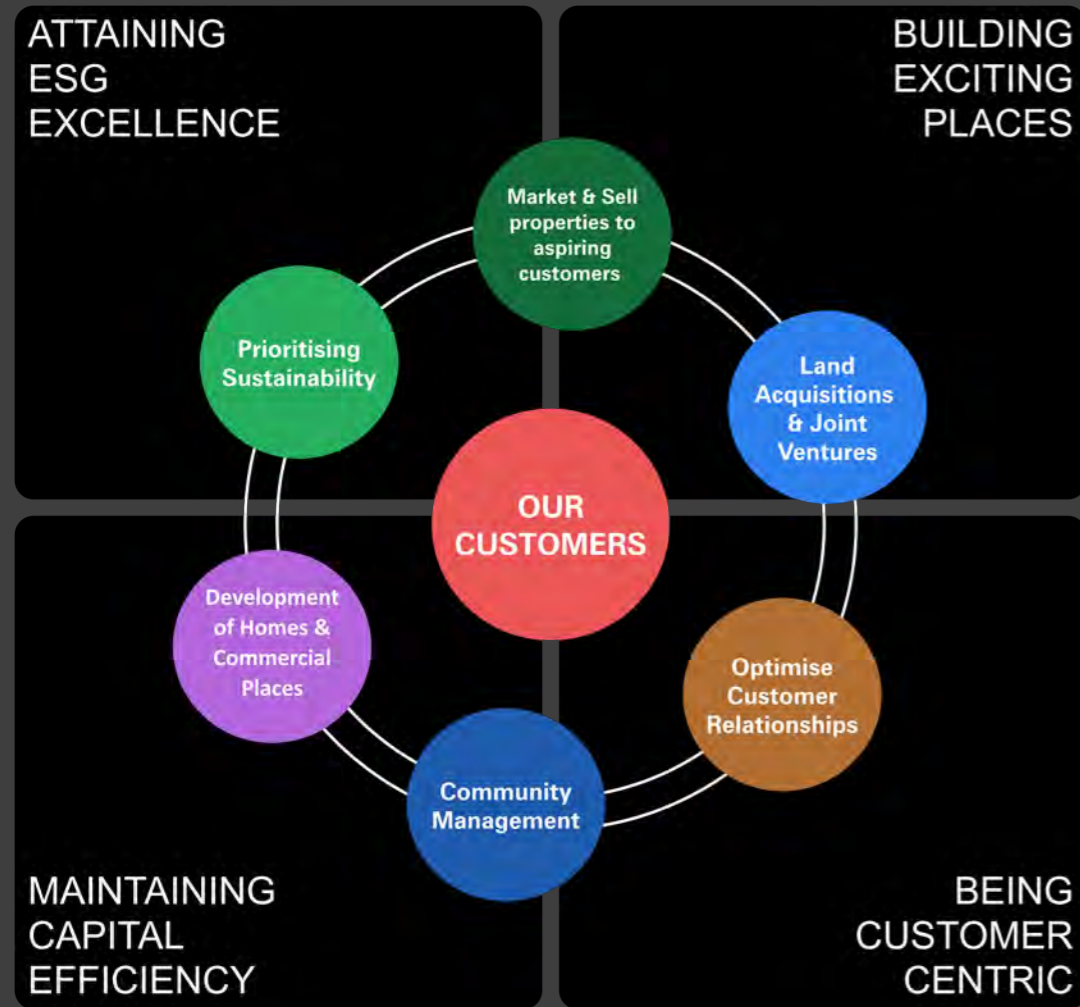 ATTAINING
ESG
EXCELLENCE
BUILDING
EXCITING
PLACES
Market & Sell
properties to
aspiring
customers
Prioritising
Sustainability
Land
Acquisitions
& Joint
Ventures
OUR
CUSTOMERS
Development
of Homes &
Commercial
Places
Optimise
Customer
Relationships
Community
Management
MAINTAINING
CAPITAL
EFFICIENCY
BEING
CUSTOMER
CENTRIC